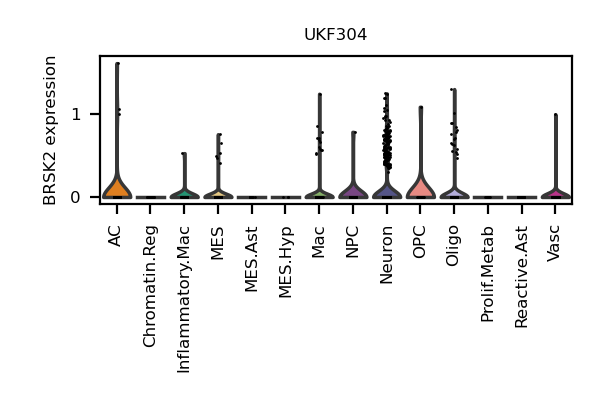 UKF304
BRSK2 expression
1
0
AC
Chromatin.Reg
Inflammatory.Mac
MES
MES.Ast
MES.Hyp
Mac
NPC
Neuron
OPC
Oligo
Prolif.Metab
Reactive.Ast
Vasc